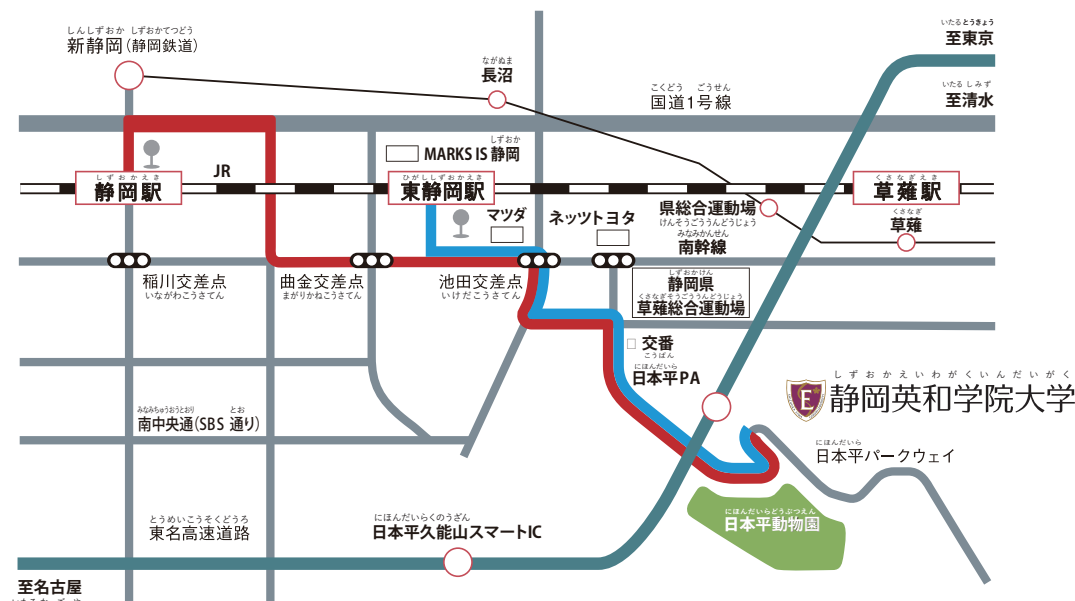 しんしずおか しずおかてつどう
新静岡(静岡鉄道)
ながぬま
長沼
こくどう ごうせん
国道1号線
いたるとうきょう
至東京
いたる しみず
至清水
JR
MARKS IS 静岡
しずおか
しずおかえき
静岡駅
ひがししずおかえき
東静岡駅
マツダ
ネッツトヨタ
県総合運動場
けんそうごううんどうじょう
くさなぎえき
草薙駅
くさなぎ
草薙
みなみかんせん
南幹線
稲川交差点
いながわこうさてん
曲金交差点
まがりかねこうさてん
池田交差点
いけだこうさてん
しずおかけん
静岡県
くさなぎそうごううんどうじょう
草薙総合運動場
交番
こうばん
にほんだいら
日本平PA
しずおかえいわがくいんだいがく
E
静岡英和学院大学
みなみちゅうおうとおり とお
南中央通(SBS 通り)
にほんだいら
日本平パークウェイ
とうめいこうそくどうろ
東名高速道路
にほんだいらくのうざん
日本平久能山スマートIC
にほんだいらどうぶつえん
日本平動物園
至名古屋